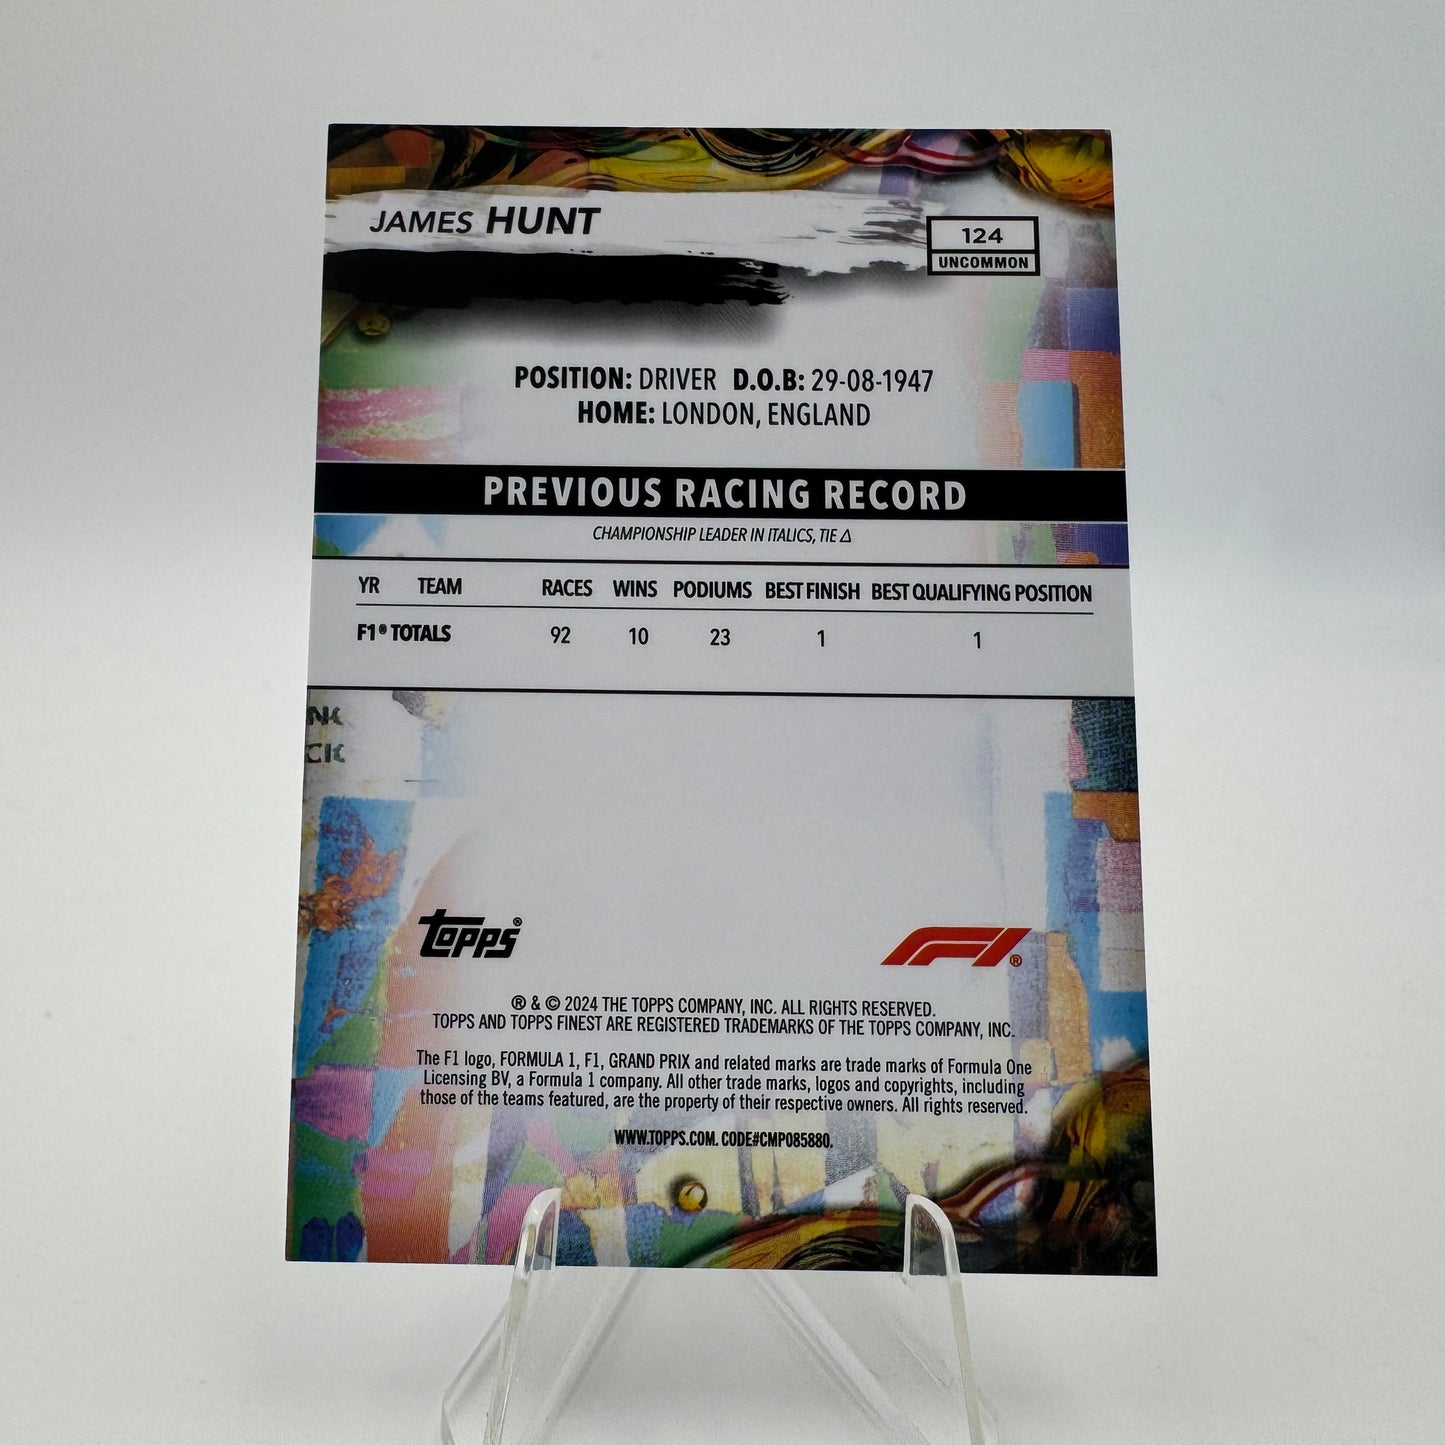 JAMES HUNT
124
UNCOMMON
POSITION: DRIVER D.O.B: 29-08-1947
HOME: LONDON, ENGLAND
PREVIOUS RACING RECORD
CHAMPIONSHIP LEADER IN ITALICS, TIE Δ
YR TEAM RACES WINS PODIUMS BEST FINISH BEST QUALIFYING POSITION
F1® TOTALS 92 10 23 1 1
topps®
F1®
® & © 2024 THE TOPPS COMPANY, INC. ALL RIGHTS RESERVED.
TOPPS AND TOPPS FINEST ARE REGISTERED TRADEMARKS OF THE TOPPS COMPANY, INC.
The F1 logo, FORMULA 1, F1, GRAND PRIX and related marks are trade marks of Formula One
Licensing BV, a Formula 1 company. All other trade marks, logos and copyrights, including
those of the teams featured, are the property of their respective owners. All rights reserved.
WWW.TOPPS.COM. CODE#CMP085880.